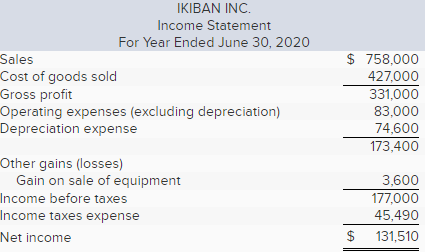 IKIBAN INC.
Income Statement
For Year Ended June 30, 2020
Sales $ 758,000
Cost of goods sold 427,000
Gross profit 331,000
Operating expenses (excluding depreciation) 83,000
Depreciation expense 74,600
173,400
Other gains (losses)
Gain on sale of equipment 3,600
Income before taxes 177,000
Income taxes expense 45,490
Net income $ 131,510